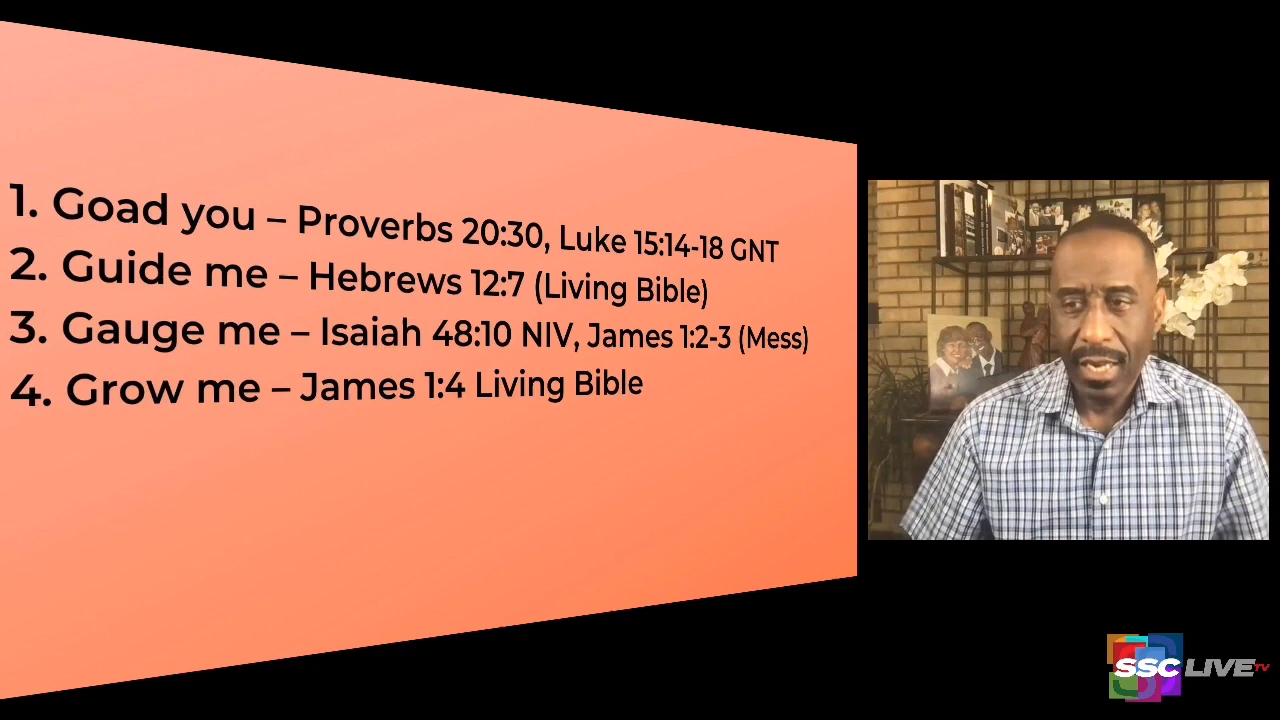 1. Goad you – Proverbs 20:30, Luke 15:14-18 GNT
2. Guide me – Hebrews 12:7 (Living Bible)
3. Gauge me – Isaiah 48:10 NIV, James 1:2-3 (Mess)
4. Grow me – James 1:4 Living Bible
SSC LIVE TV